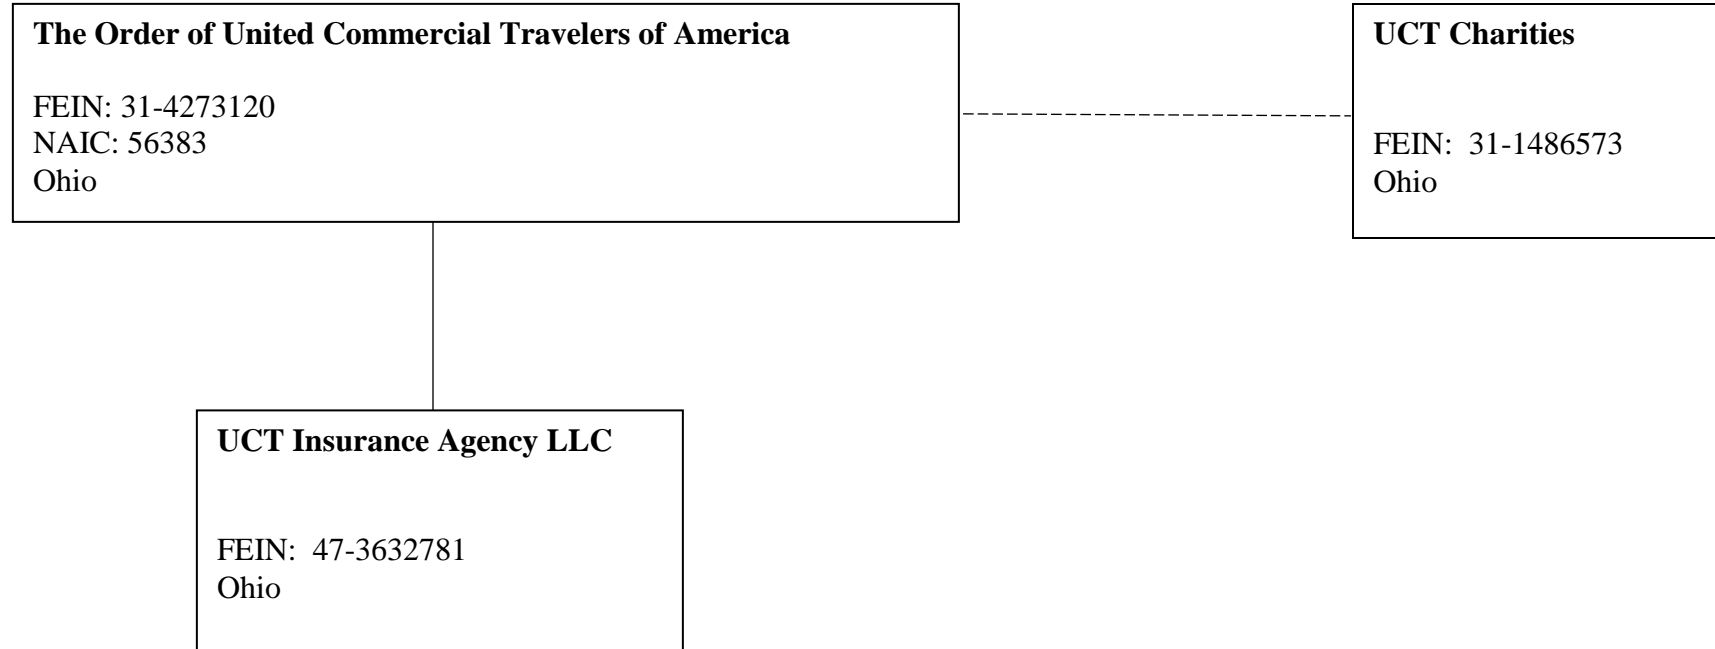 The Order of United Commercial Travelers of America
FEIN: 31-4273120
NAIC: 56383
Ohio
UCT Charities
FEIN:  31-1486573
Ohio
UCT Insurance Agency LLC
FEIN:  47-3632781
Ohio